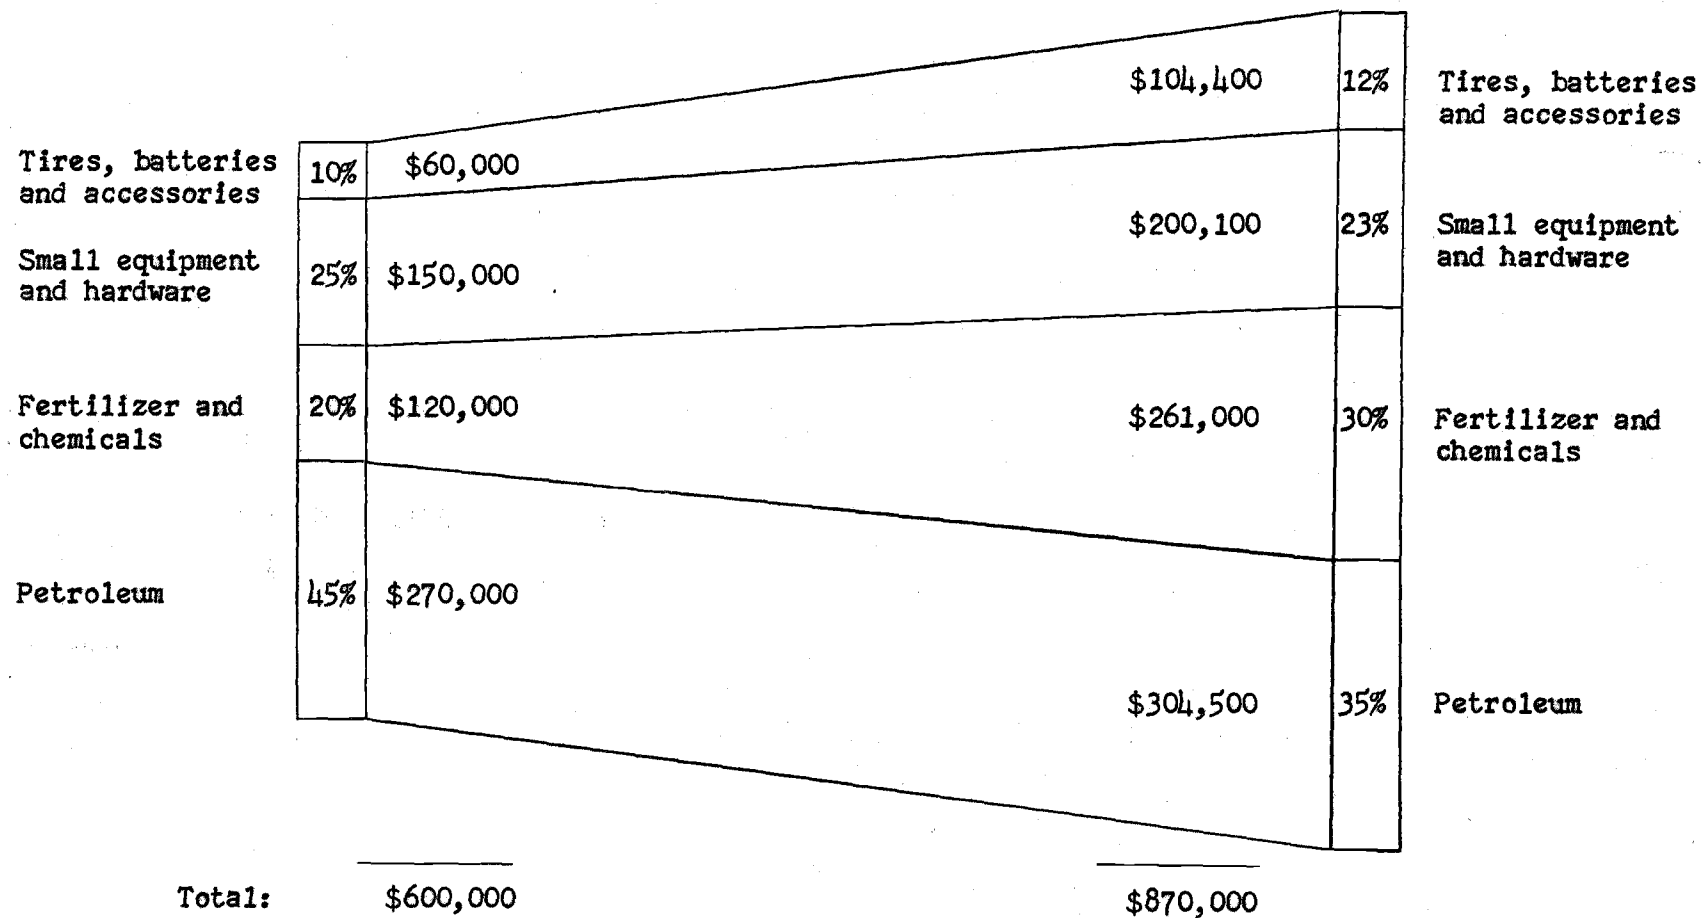 $104,400 12% Tires, batteries
and accessories
Tires, batteries 10% $60,000
and accessories
$200,100 23% Small equipment
and hardware
Small equipment 25% $150,000
and hardware
Fertilizer and 20% $120,000
chemicals
$261,000 30% Fertilizer and
chemicals
Petroleum 45% $270,000
$304,500 35% Petroleum
Total: $600,000 $870,000